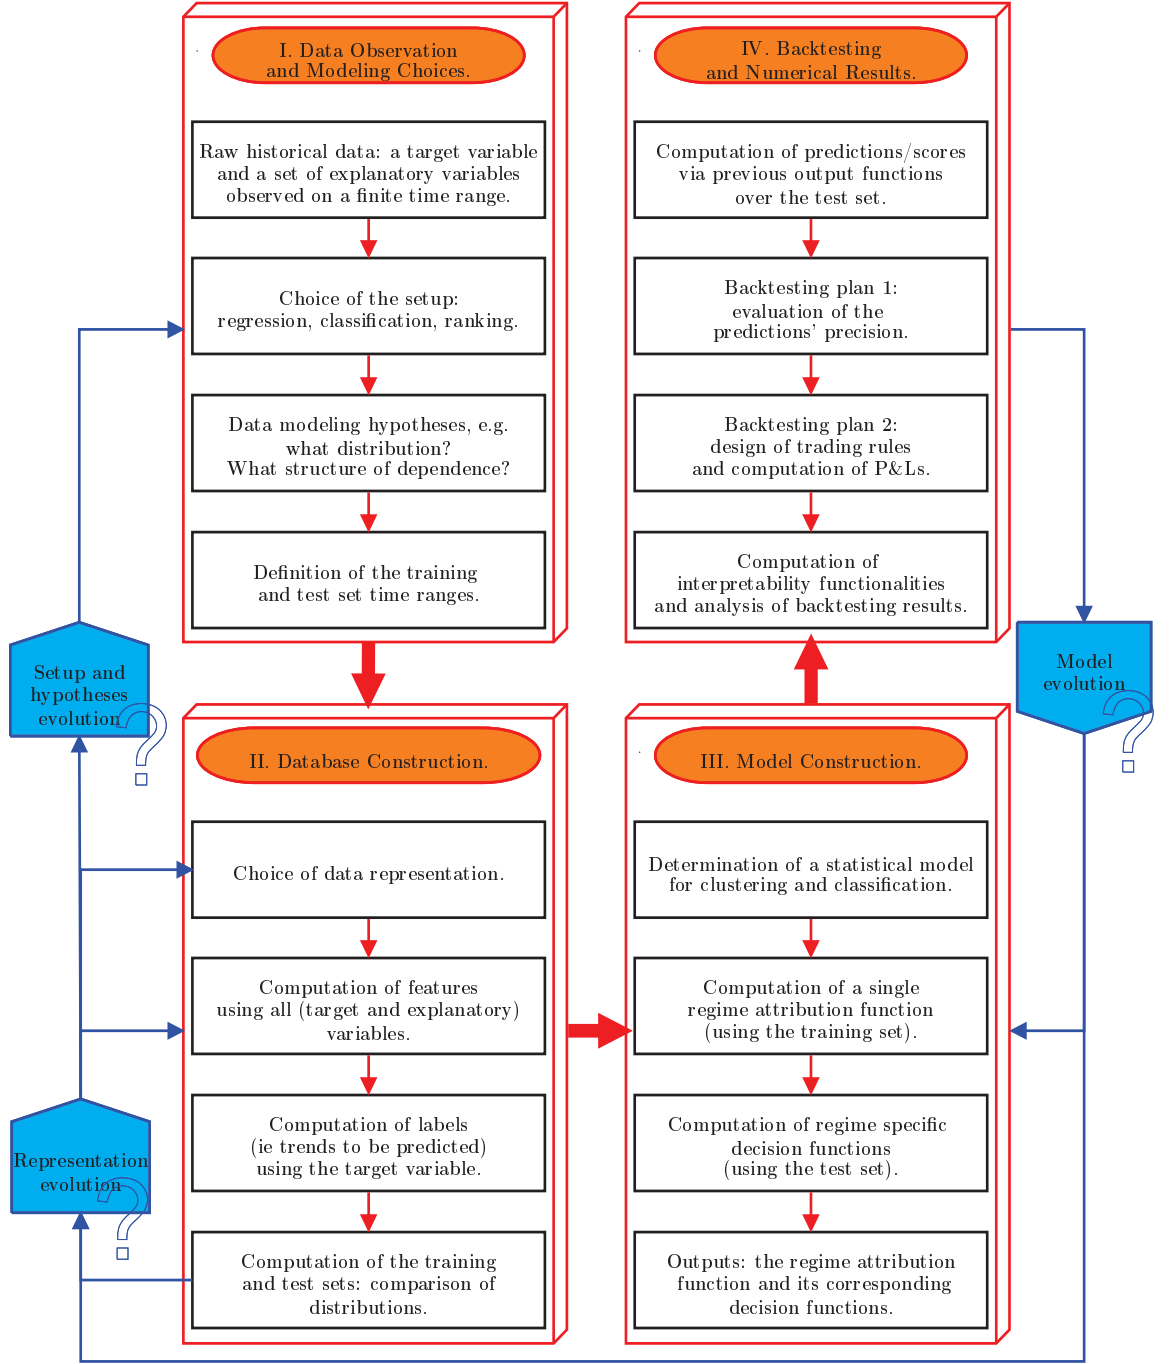 I. Data Observation
and Modeling Choices.
Raw historical data: a target variable
and a set of explanatory variables
observed on a finite time range.
Choice of the setup:
regression, classification, ranking.
Data modeling hypotheses, e.g.
what distribution?
What structure of dependence?
Definition of the training
and test set time ranges.
IV. Backtesting
and Numerical Results.
Computation of predictions/scores
via previous output functions
over the test set.
Backtesting plan 1:
evaluation of the
predictions' precision.
Backtesting plan 2:
design of trading rules
and computation of P&Ls.
Computation of
interpretability functionalities
and analysis of backtesting results.
Setup and
hypotheses
evolution
?
Model
evolution
?
II. Database Construction.
Choice of data representation.
Computation of features
using all (target and explanatory)
variables.
Computation of labels
(ie trends to be predicted)
using the target variable.
Computation of the training
and test sets: comparison of
distributions.
III. Model Construction.
Determination of a statistical model
for clustering and classification.
Computation of a single
regime attribution function
(using the training set).
Computation of regime specific
decision functions
(using the test set).
Outputs: the regime attribution
function and its corresponding
decision functions.
Representation
evolution
?